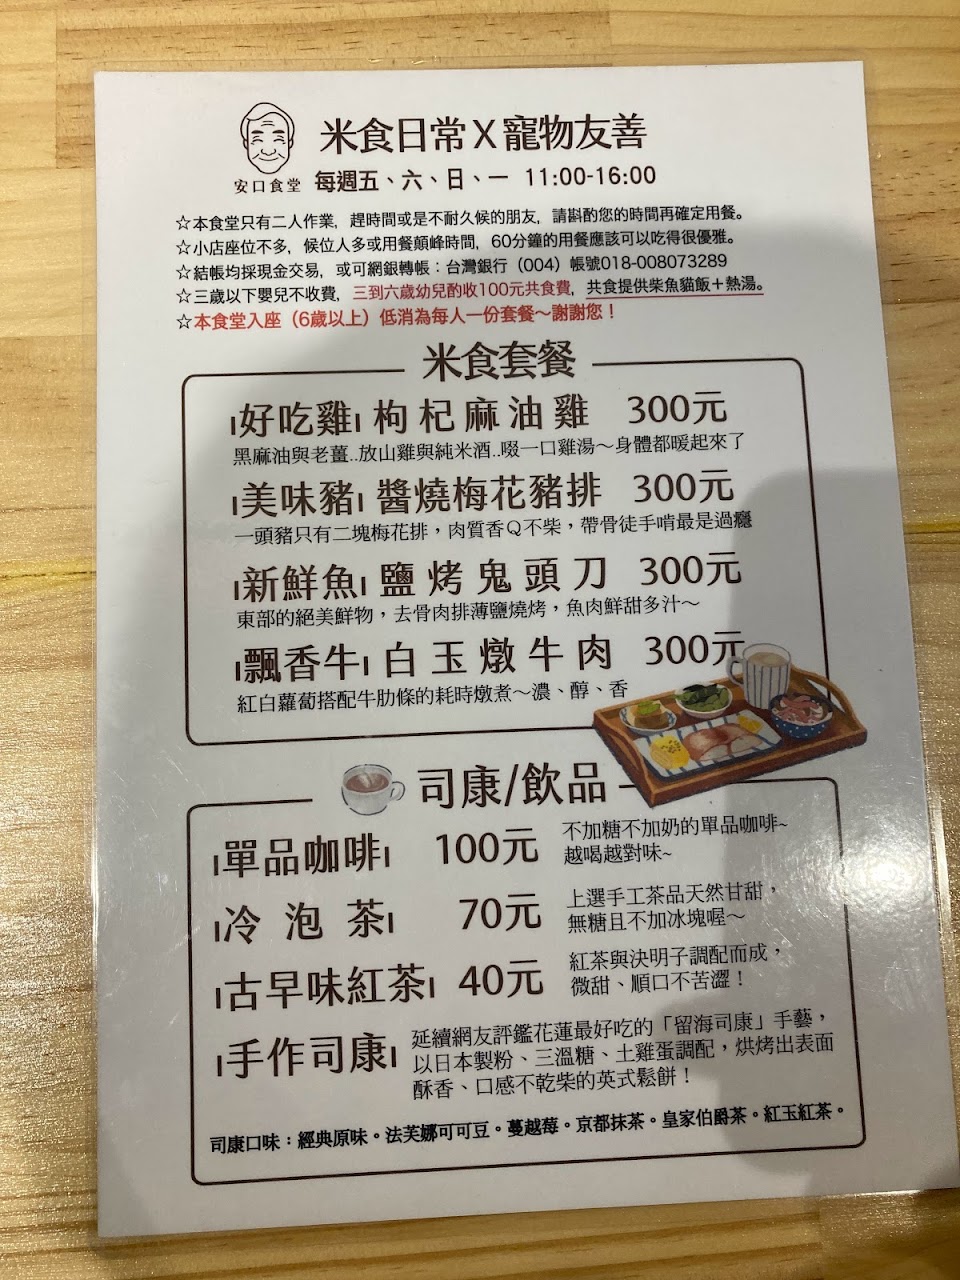 米食日常X寵物友善
安口食堂
每週五、六、日、一 11:00-16:00
☆本食堂只有二人作業，趕時間或是不耐久候的朋友，請斟酌您的時間再確定用餐。
☆小店座位不多，候位人多或用餐顛峰時間，60分鐘的用餐應該可以吃得很優雅。
☆結帳均採現金交易，或可網銀轉帳：台灣銀行（004）帳號018-008073289
☆三歲以下嬰兒不收費，三到六歲幼兒酌收100元共食費，共食提供柴魚貓飯＋熱湯。
☆本食堂入座（6歲以上）低消為每人一份套餐～謝謝您！
米食套餐
好吃雞 枸杞麻油雞 300元
黑麻油與老薑..放山雞與純米酒..啜一口雞湯～身體都暖起來了
美味豬 醬燒梅花豬排 300元
一頭豬只有二塊梅花排，肉質香Q不柴，帶骨徒手啃最是過癮
新鮮魚 鹽烤鬼頭刀 300元
東部的絕美鮮物，去骨肉排薄鹽燒烤，魚肉鮮甜多汁～
飄香牛 白玉燉牛肉 300元
紅白蘿蔔搭配牛肋條的耗時燉煮～濃、醇、香
司康/飲品
單品咖啡 100元 不加糖不加奶的單品咖啡~
越喝越對味~
冷泡茶 70元 上選手工茶品天然甘甜，
無糖且不加冰塊喔～
古早味紅茶 40元 紅茶與決明子調配而成，
微甜、順口不苦澀！
手作司康 延續網友評鑑花蓮最好吃的「留海司康」手藝，
以日本製粉、三溫糖、土雞蛋調配，烘烤出表面
酥香、口感不乾柴的英式鬆餅！
司康口味：經典原味。法芙娜可可豆。蔓越莓。京都抹茶。皇家伯爵茶。紅玉紅茶。